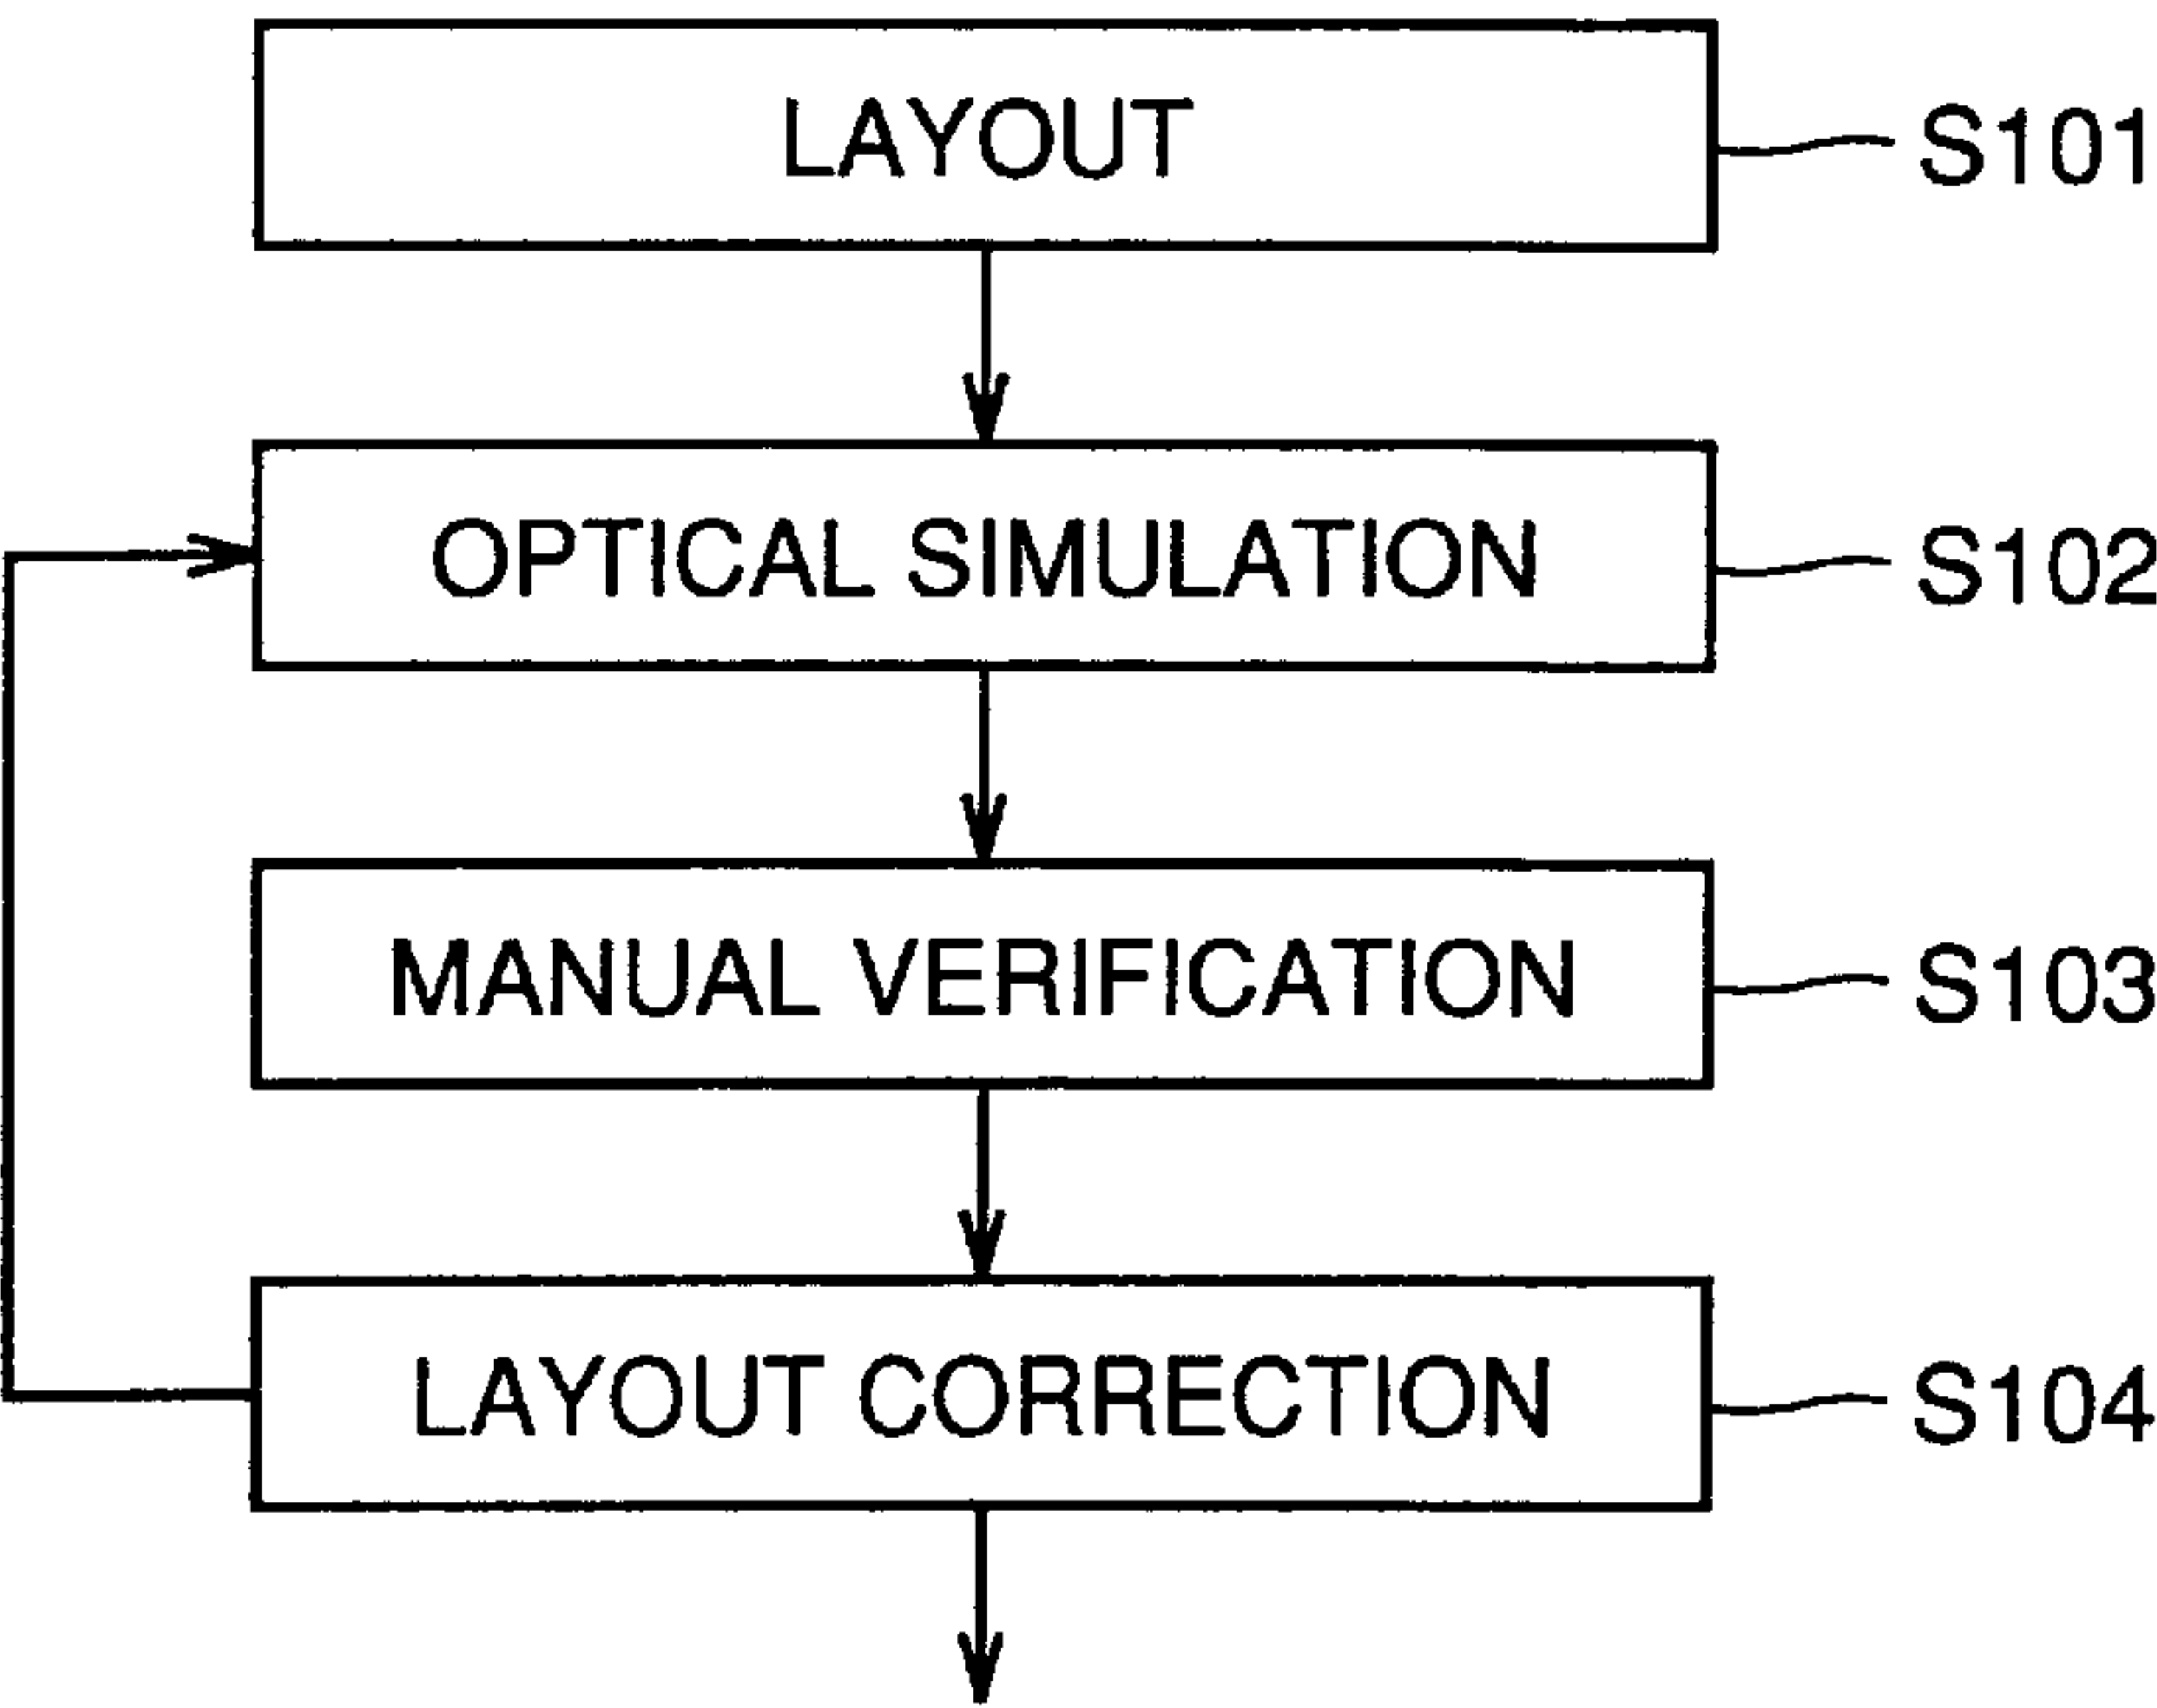 LAYOUT S101
OPTICAL SIMULATION S102
MANUAL VERIFICATION S103
LAYOUT CORRECTION S104